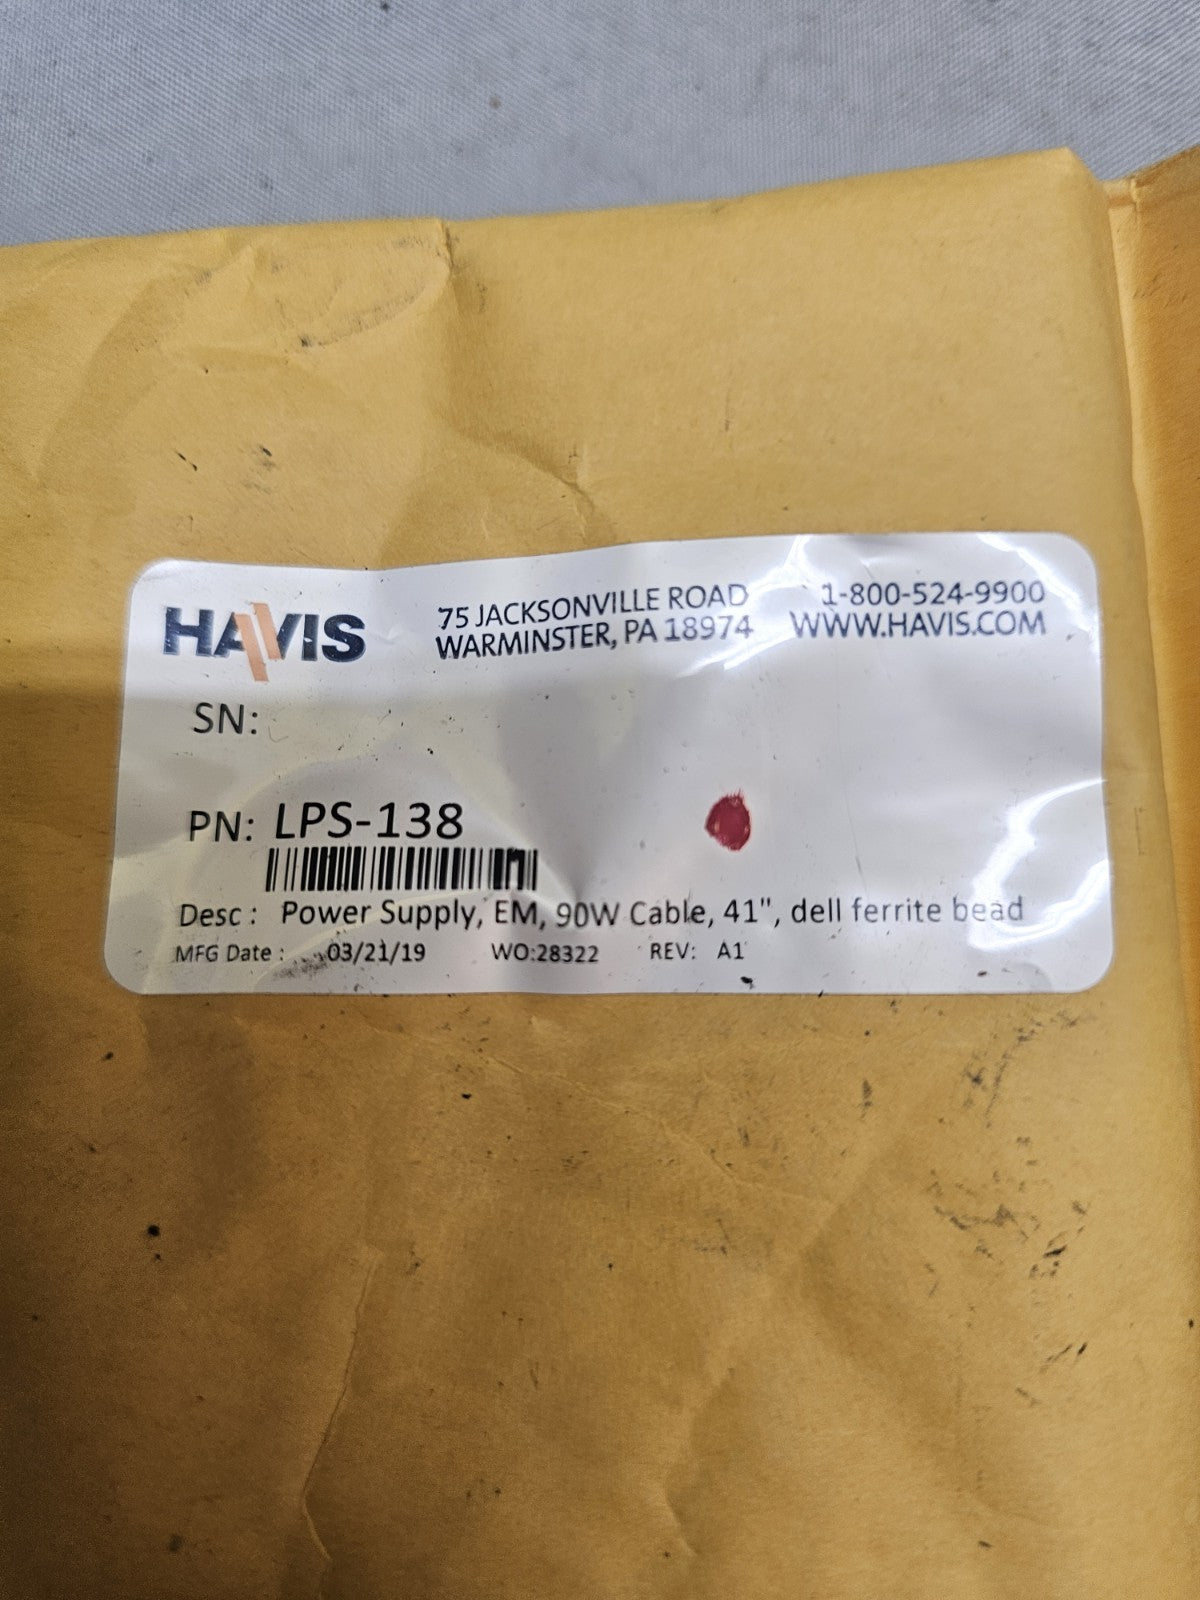 HAVIS
75 JACKSONVILLE ROAD
WARMINSTER, PA 18974
1-800-524-9900
WWW.HAVIS.COM
SN:
PN: LPS-138
Desc : Power Supply, EM, 90W Cable, 41", dell ferrite bead
MFG Date : 03/21/19 WO:28322 REV: A1